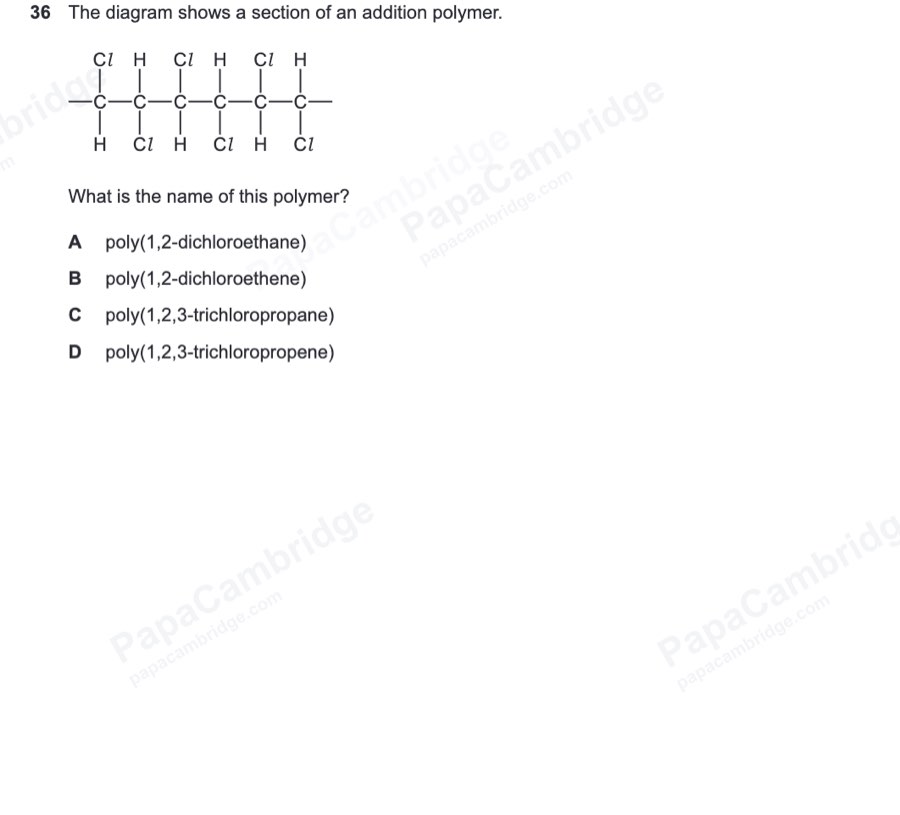 36 The diagram shows a section of an addition polymer.
Cl H Cl H Cl H
C C C C C C
H Cl H Cl H Cl
What is the name of this polymer?
A poly(1,2-dichloroethane)
B poly(1,2-dichloroethene)
C poly(1,2,3-trichloropropane)
D poly(1,2,3-trichloropropene)
bridge
m
PapaCambridge
PapaCambridge
papacambridge.com
PapaCambridge
papacambridge.com
PapaCambridg
papacambridge.com